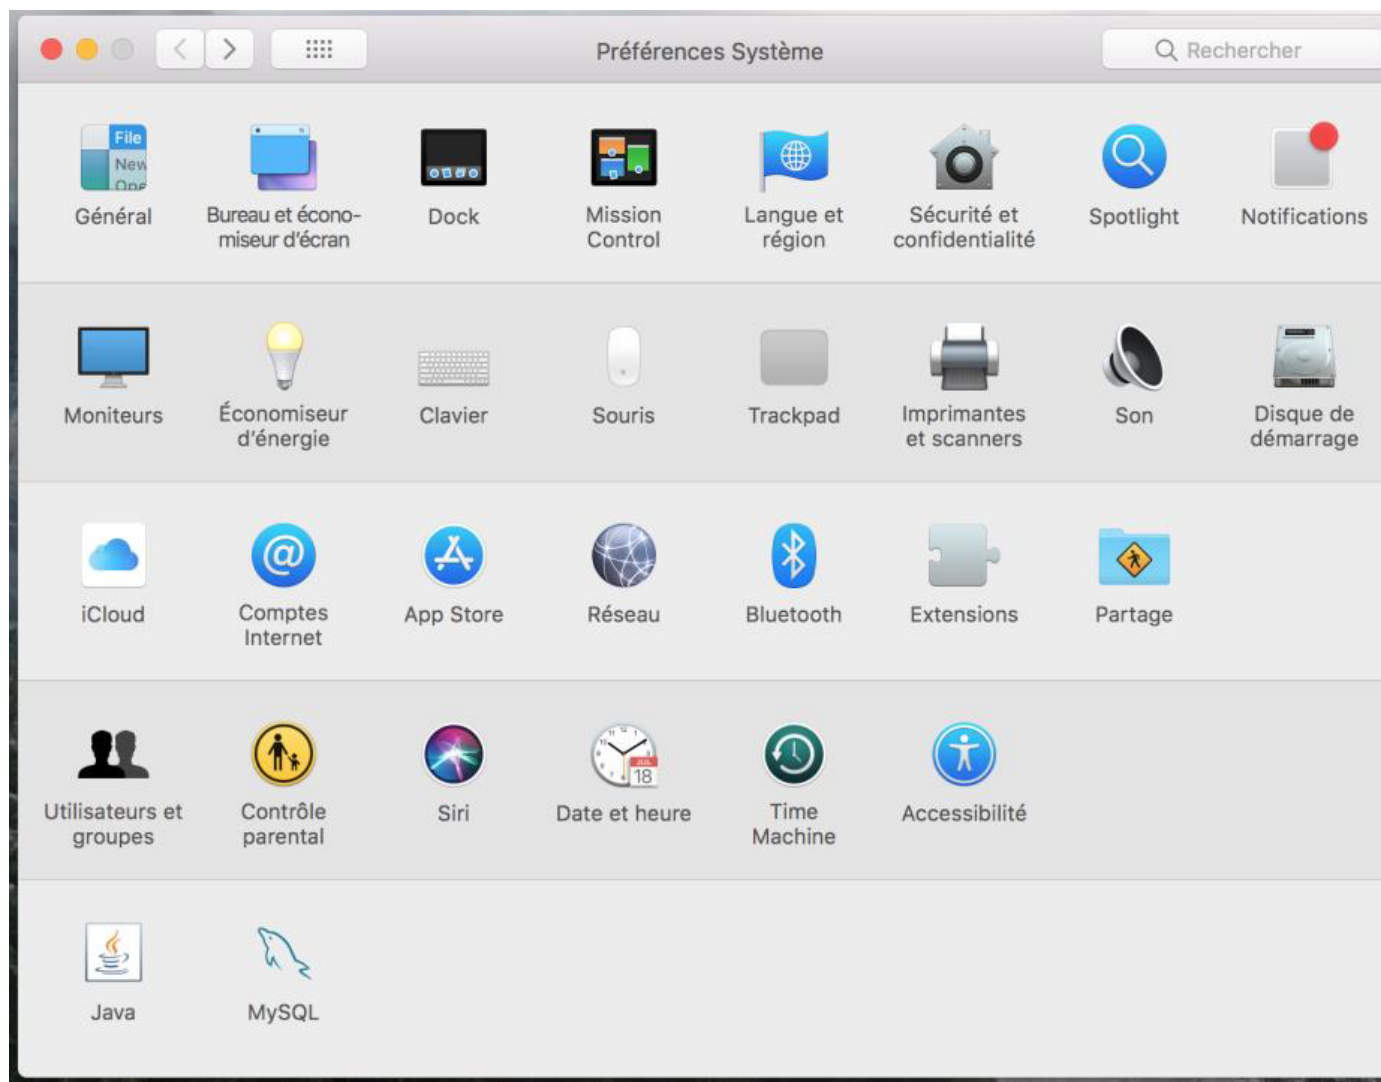 Préférences Système
Rechercher
File
New
Ope
Général
Bureau et écono-
miseur d'écran
Dock
Mission
Control
Langue et
région
Sécurité et
confidentialité
Spotlight
Notifications
Moniteurs
Économiseur
d'énergie
Clavier
Souris
Trackpad
Imprimantes
et scanners
Son
Disque de
démarrage
iCloud
Comptes
Internet
App Store
Réseau
Bluetooth
Extensions
Partage
JUIL
18
Utilisateurs et
groupes
Contrôle
parental
Siri
Date et heure
Time
Machine
Accessibilité
Java
MySQL